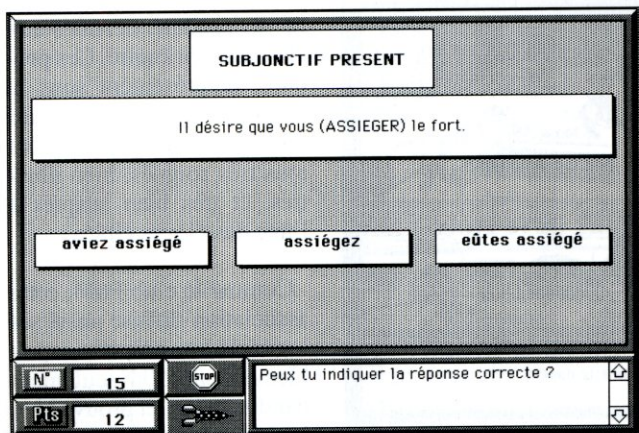 SUBJONCTIF PRESENT
Il désire que vous (ASSIEGER) le fort.
aviez assiégé
assiégez
eûtes assiégé
N° 15
STOP
Peux tu indiquer la réponse correcte ?
Pts 12